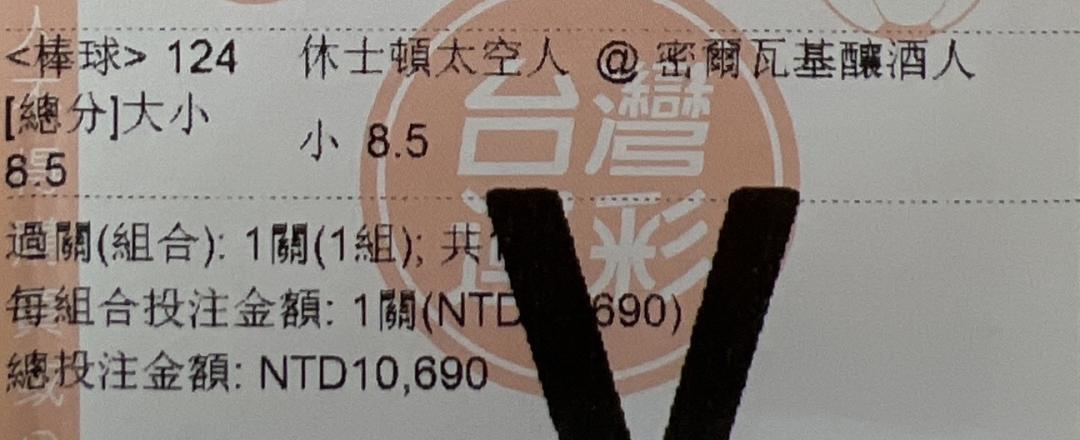 <棒球> 124 休士頓太空人 @ 密爾瓦基釀酒人
[總分]大小
小 8.5
8.5
過關(組合): 1關(1組); 共1
每組合投注金額: 1關(NTD 690)
總投注金額: NTD10,690
台灣
彩
V